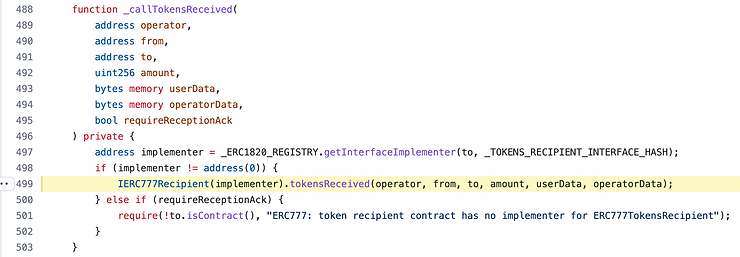 488 function _callTokensReceived(
489 address operator,
490 address from,
491 address to,
492 uint256 amount,
493 bytes memory userData,
494 bytes memory operatorData,
495 bool requireReceptionAck
496 ) private {
497 address implementer = _ERC1820_REGISTRY.getInterfaceImplementer(to, _TOKENS_RECIPIENT_INTERFACE_HASH);
498 if (implementer != address(0)) {
499 IERC777Recipient(implementer).tokensReceived(operator, from, to, amount, userData, operatorData);
500 } else if (requireReceptionAck) {
501 require(!to.isContract(), "ERC777: token recipient contract has no implementer for ERC777TokensRecipient");
502 }
503 }